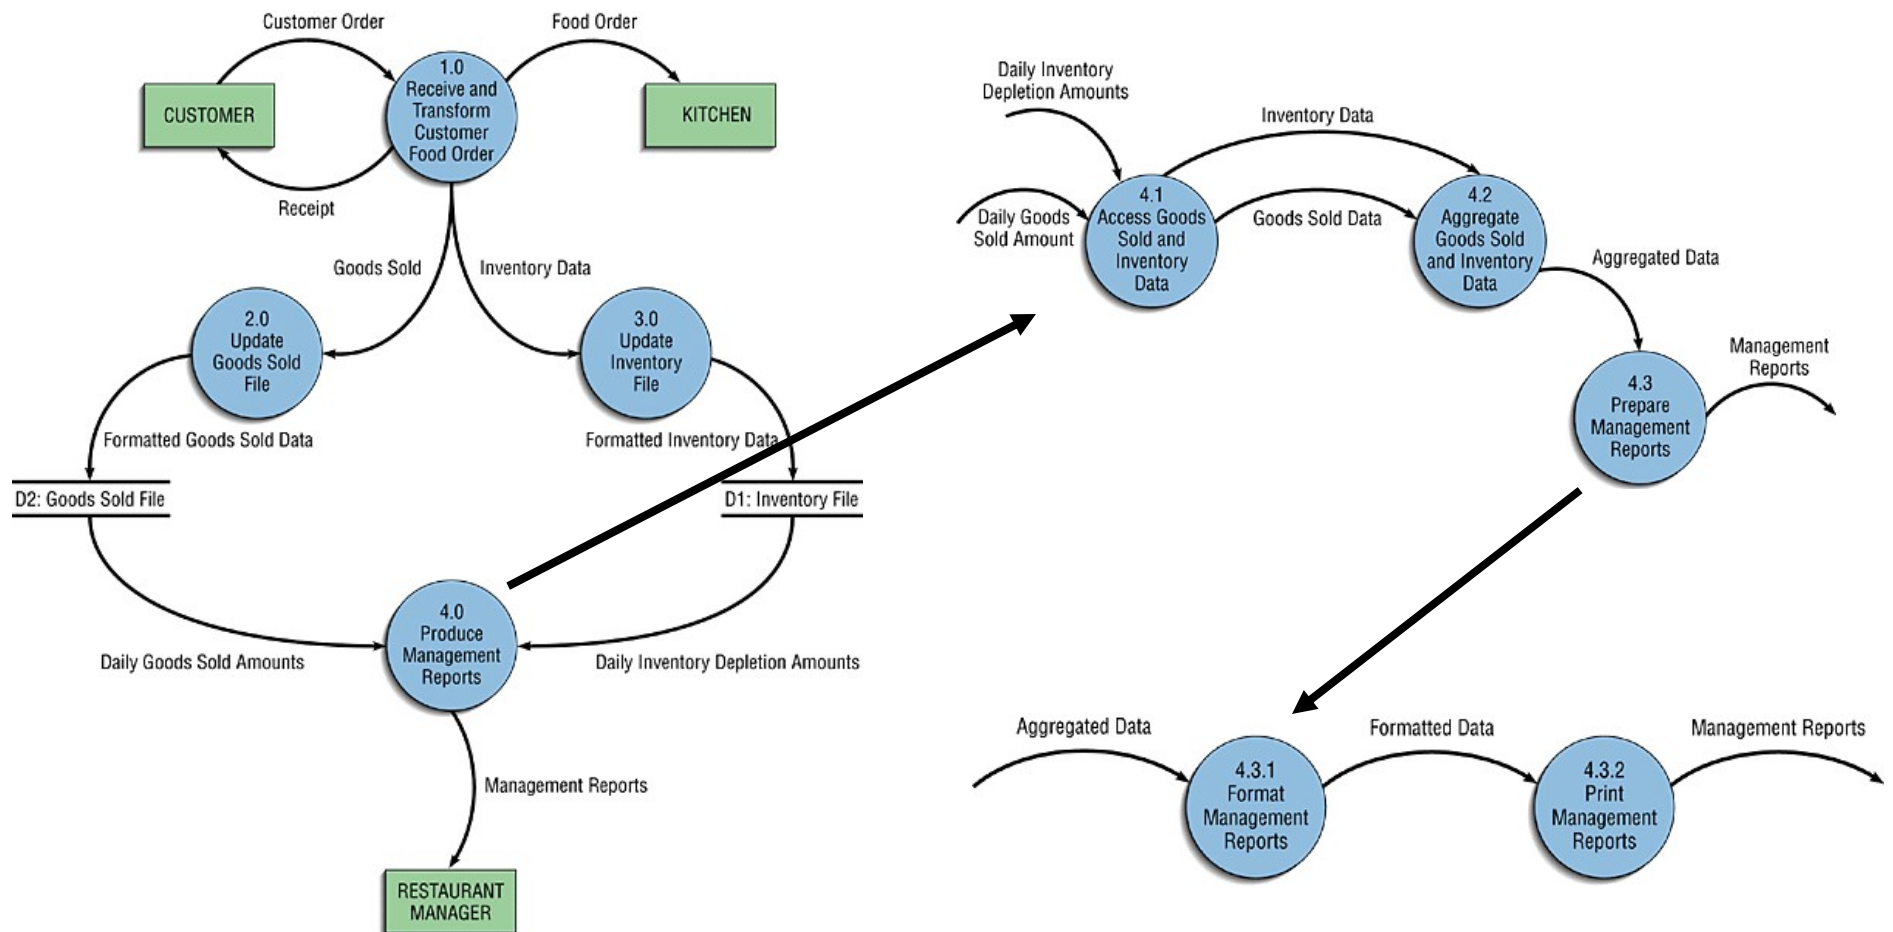 Customer Order
Food Order
CUSTOMER
1.0
Receive and
Transform
Customer
Food Order
KITCHEN
Receipt
Goods Sold
Inventory Data
2.0
Update
Goods Sold
File
3.0
Update
Inventory
File
Formatted Goods Sold Data
Formatted Inventory Data
D2: Goods Sold File
D1: Inventory File
4.0
Produce
Management
Reports
Daily Goods Sold Amounts
Daily Inventory Depletion Amounts
Management Reports
RESTAURANT
MANAGER
Daily Inventory
Depletion Amounts
Inventory Data
Daily Goods
Sold Amount
4.1
Access Goods
Sold and
Inventory
Data
Goods Sold Data
4.2
Aggregate
Goods Sold
and Inventory
Data
Aggregated Data
4.3
Prepare
Management
Reports
Management
Reports
Aggregated Data
4.3.1
Format
Management
Reports
Formatted Data
4.3.2
Print
Management
Reports
Management Reports